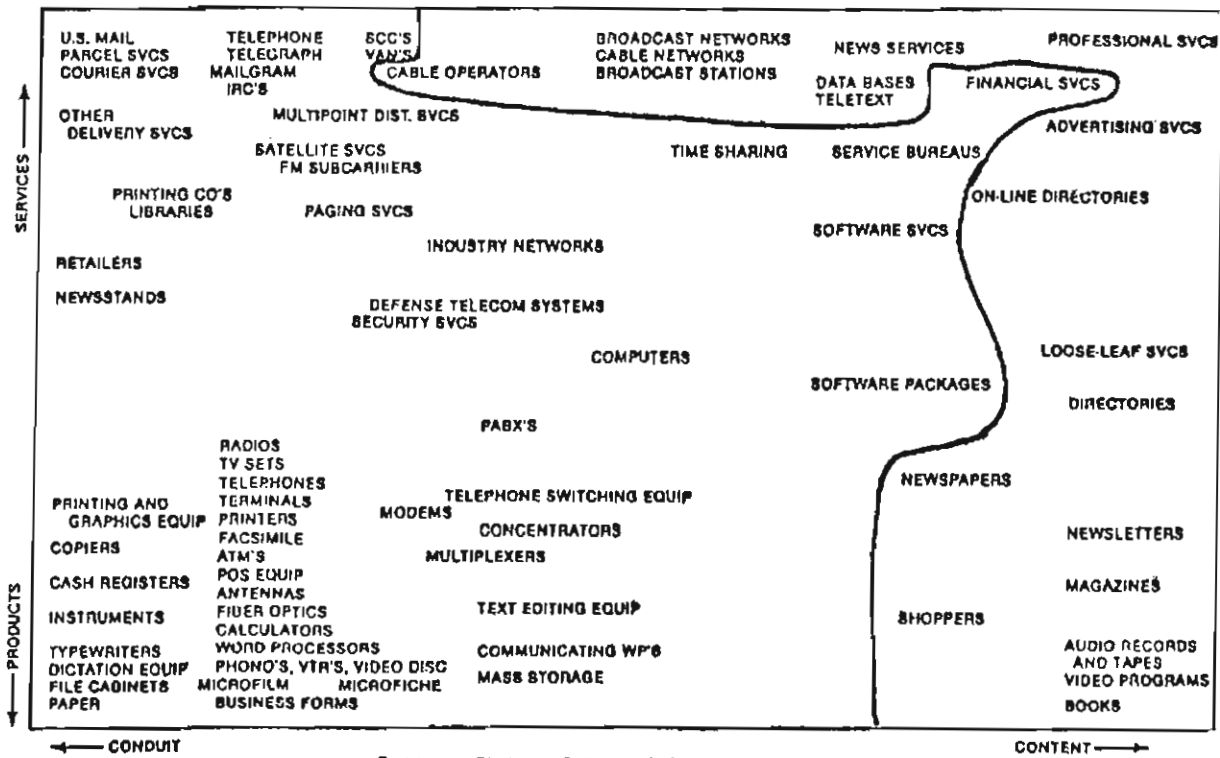 U.S. MAIL
PARCEL SVCS
COURIER SVCS
TELEPHONE
TELEGRAPH
MAILGRAM
IRC'S
SCC'S
VAN'S
CABLE OPERATORS
BROADCAST NETWORKS
CABLE NETWORKS
BROADCAST STATIONS
NEWS SERVICES
DATA BASES
TELETEXT
PROFESSIONAL SVCS
FINANCIAL SVCS
OTHER
DELIVERY SVCS
MULTIPOINT DIST. SVCS
ADVERTISING SVCS
SATELLITE SVCS
FM SUBCARRIERS
TIME SHARING
SERVICE BUREAUS
PRINTING CO'S
LIBRARIES
PAGING SVCS
ON-LINE DIRECTORIES
SOFTWARE SVCS
INDUSTRY NETWORKS
RETAILERS
NEWSSTANDS
DEFENSE TELECOM SYSTEMS
SECURITY SVCS
COMPUTERS
LOOSE-LEAF SVCS
SOFTWARE PACKAGES
DIRECTORIES
PABX'S
RADIOS
TV SETS
TELEPHONES
TERMINALS
PRINTERS
FACSIMILE
ATM'S
POS EQUIP
ANTENNAS
FIBER OPTICS
CALCULATORS
WORD PROCESSORS
PHONO'S, VTR'S, VIDEO DISC
MICROFILM
MICROFICHE
BUSINESS FORMS
PRINTING AND
GRAPHICS EQUIP
COPIERS
CASH REGISTERS
INSTRUMENTS
TYPEWRITERS
DICTATION EQUIP
FILE CABINETS
PAPER
MODEMS
TELEPHONE SWITCHING EQUIP
CONCENTRATORS
MULTIPLEXERS
TEXT EDITING EQUIP
COMMUNICATING WP'S
MASS STORAGE
NEWSPAPERS
NEWSLETTERS
MAGAZINES
SHOPPERS
AUDIO RECORDS
AND TAPES
VIDEO PROGRAMS
BOOKS
SERVICES
PRODUCTS
CONDUIT
CONTENT